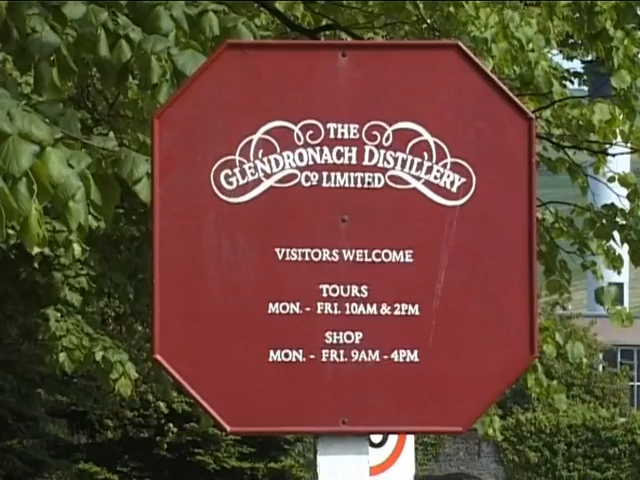 THE
GLENDRONACH DISTILLERY
CO LIMITED
VISITORS WELCOME
TOURS
MON. - FRI. 10AM & 2PM
SHOP
MON. - FRI. 9AM - 4PM